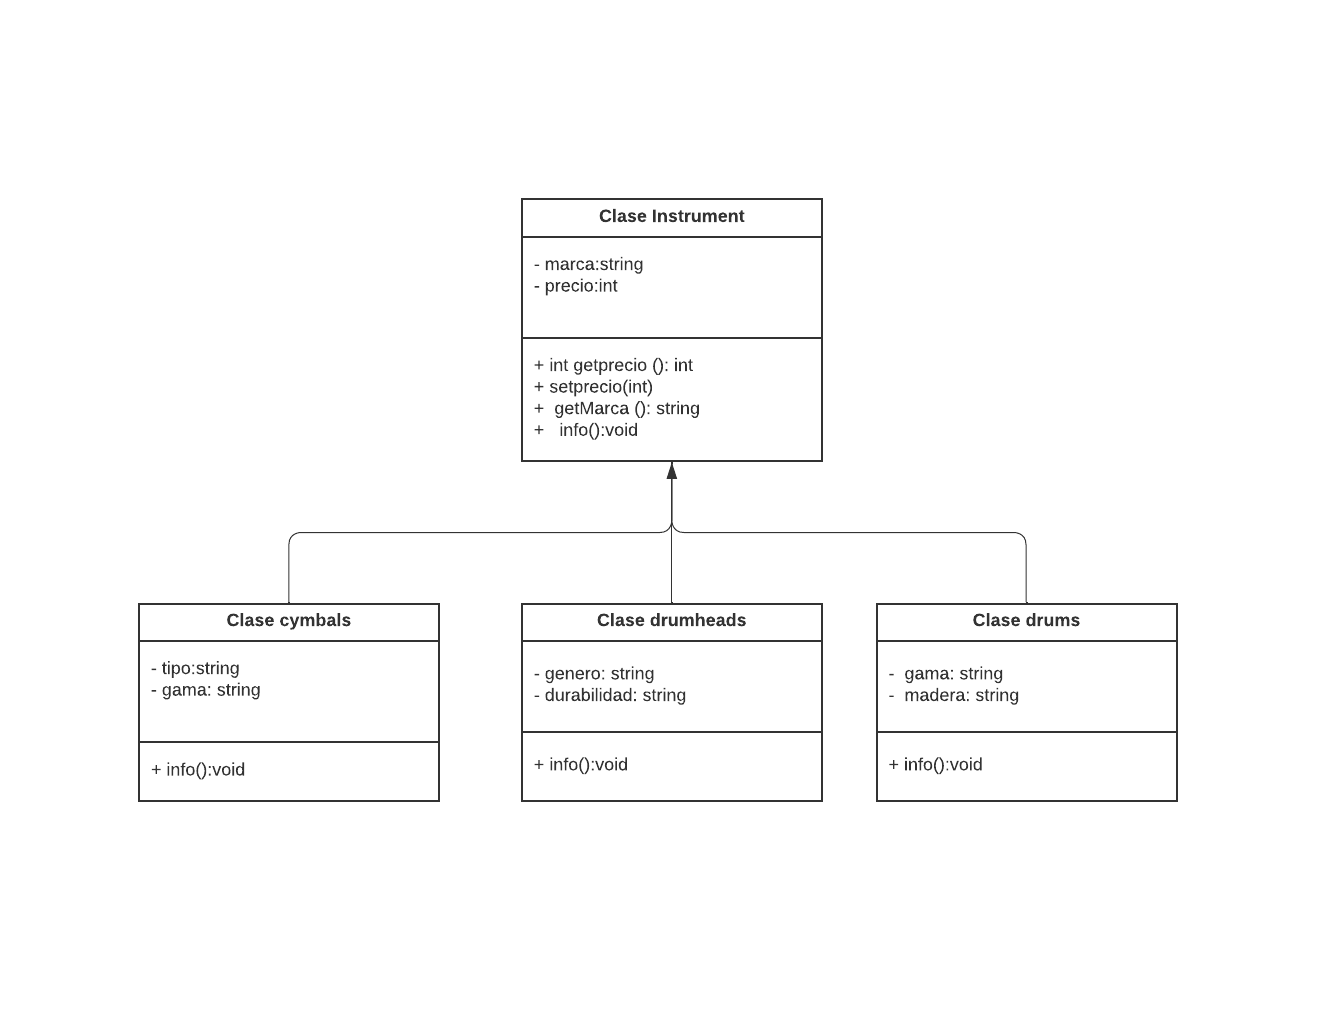 Clase Instrument
- marca:string
- precio:int
+ int getprecio (): int
+ setprecio(int)
+  getMarca (): string
+   info():void
Clase cymbals
- tipo:string
- gama: string
+ info():void
Clase drumheads
- genero: string
- durabilidad: string
+ info():void
Clase drums
-  gama: string
-  madera: string
+ info():void